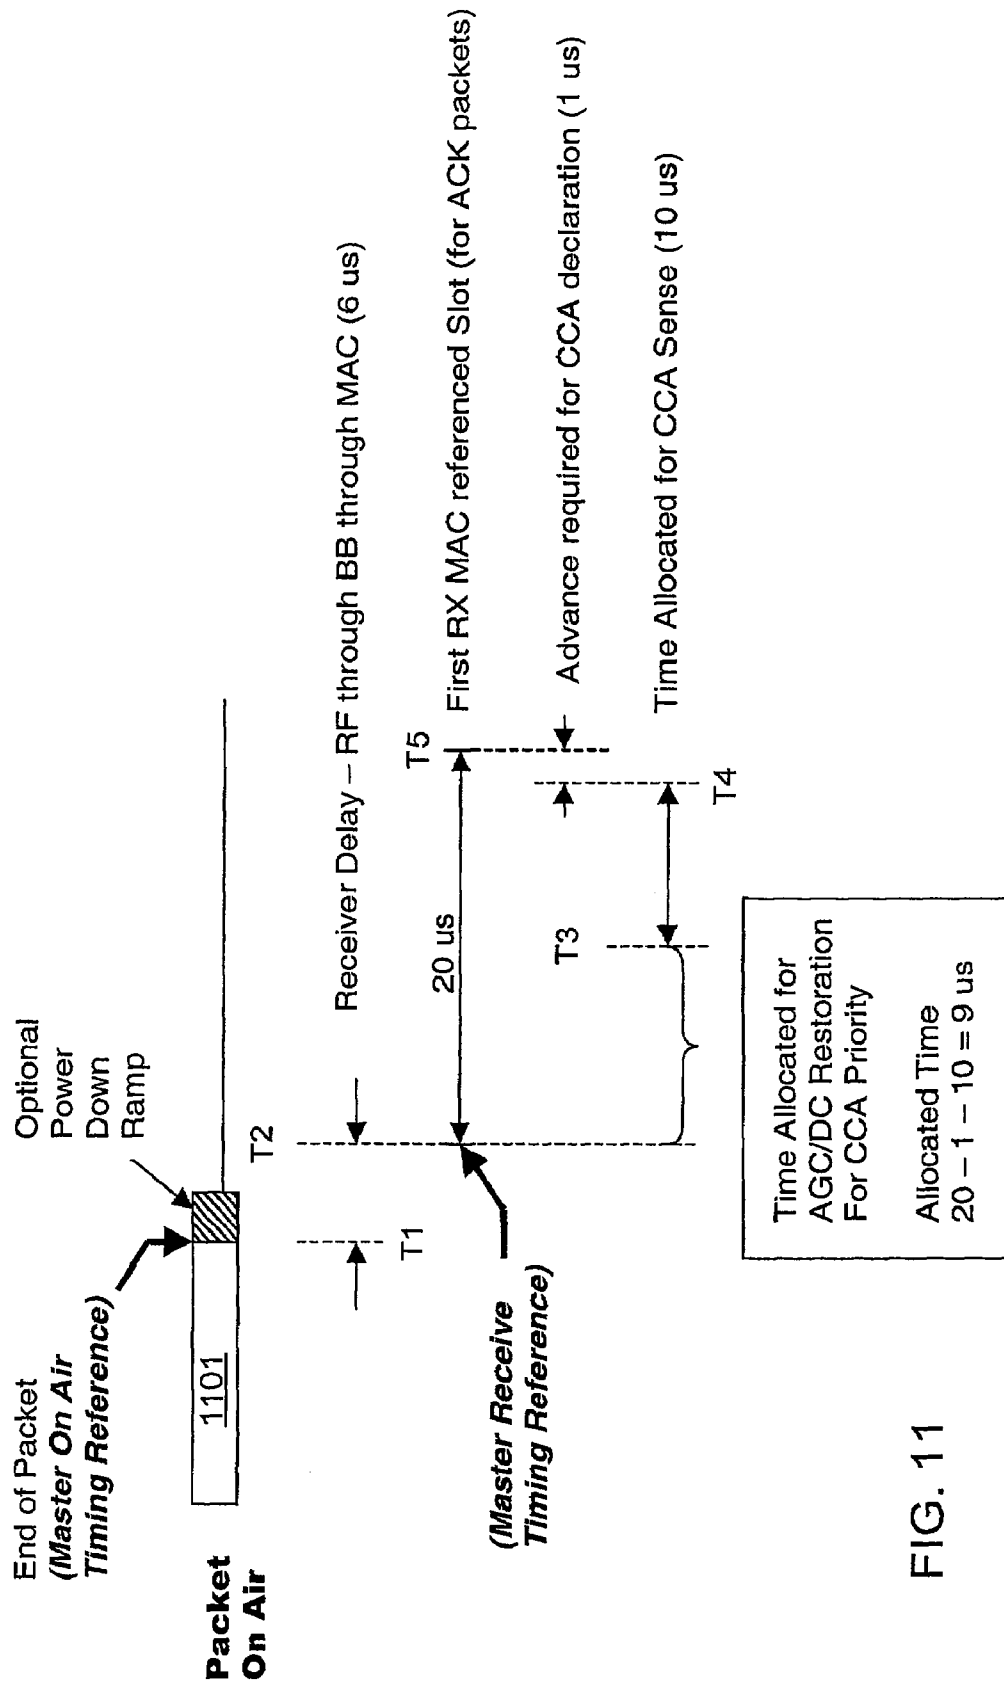 End of Packet
(Master On Air
Timing Reference)
Optional
Power
Down
Ramp
Packet
On Air
1101
T2
T1
Receiver Delay – RF through BB through MAC (6 us)
(Master Receive
Timing Reference)
20 us
T5
First RX MAC referenced Slot (for ACK packets)
Advance required for CCA declaration (1 us)
T3
T4
Time Allocated for CCA Sense (10 us)
Time Allocated for
AGC/DC Restoration
For CCA Priority
Allocated Time
20 – 1 – 10 = 9 us
FIG. 11